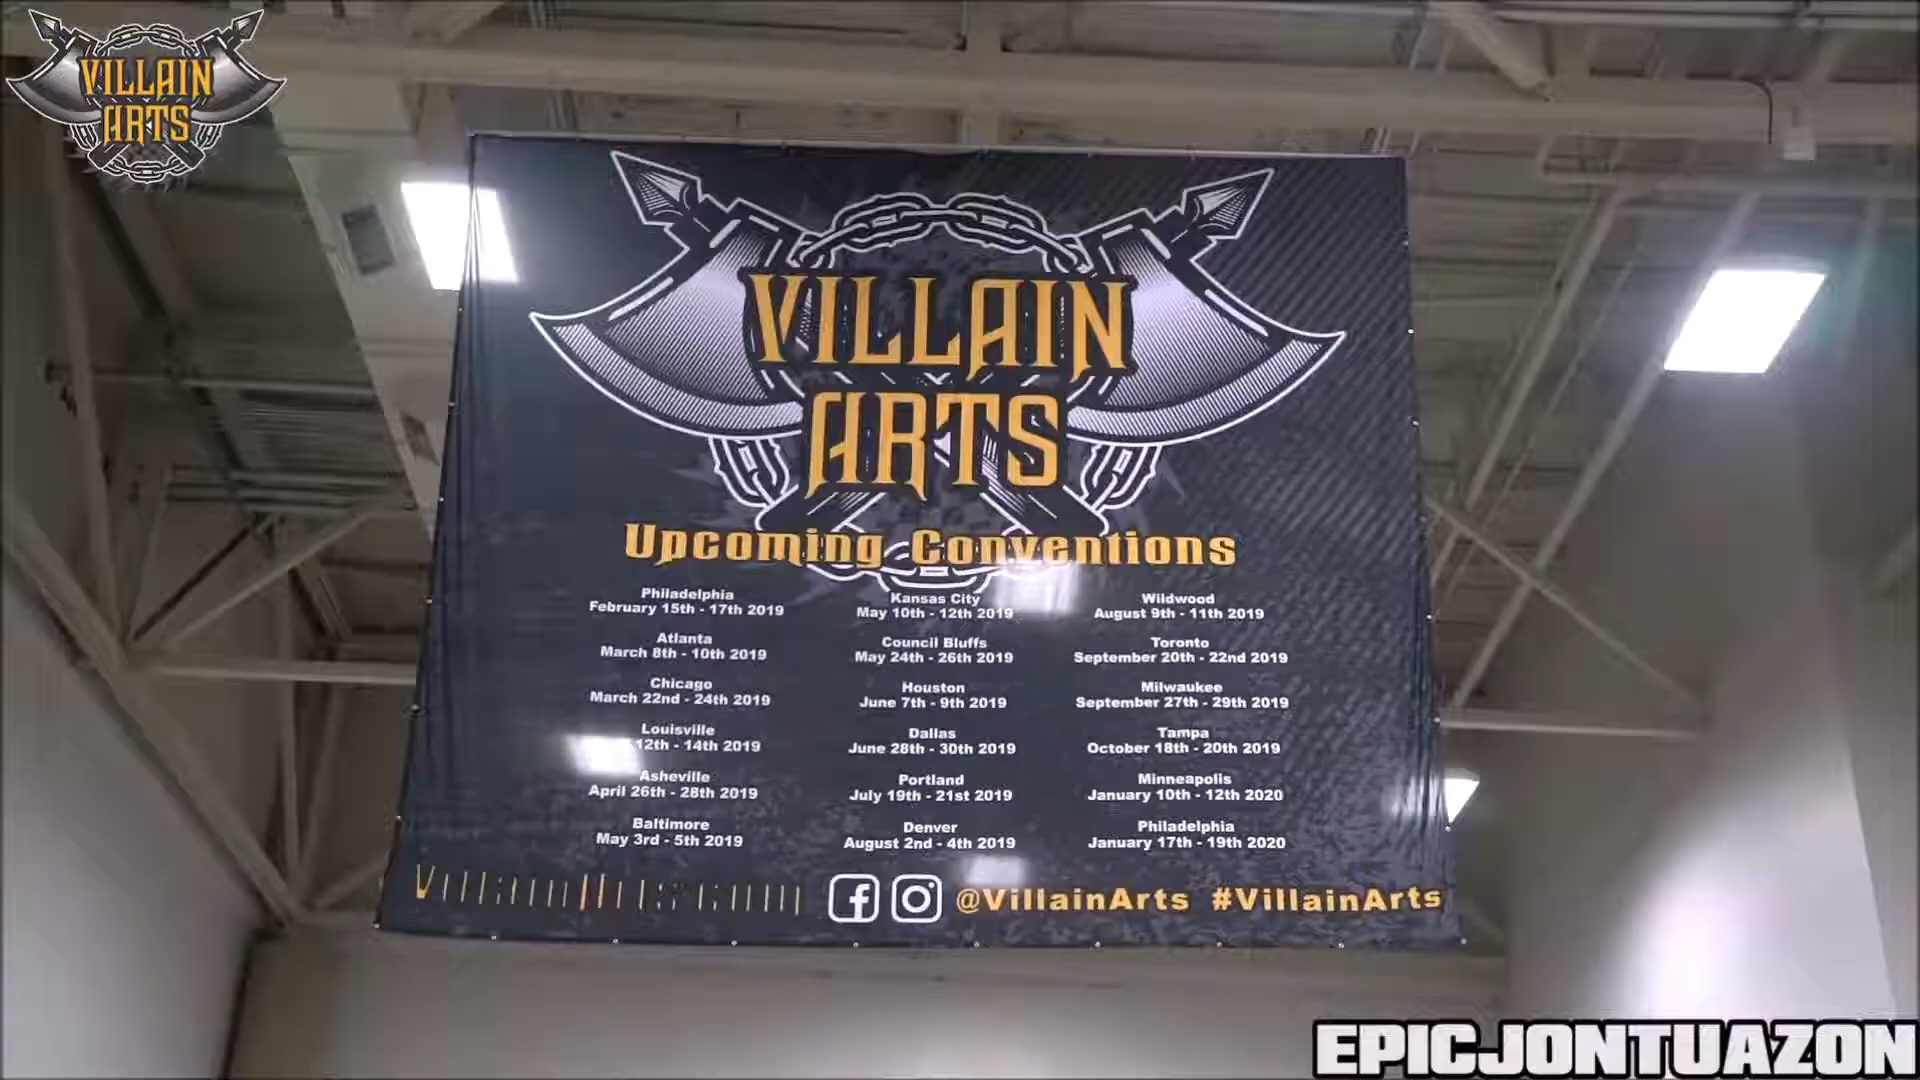 VILLAIN
ARTS
VILLAIN
ARTS
Upcoming Conventions
Philadelphia
February 15th - 17th 2019
Atlanta
March 8th - 10th 2019
Chicago
March 22nd - 24th 2019
Louisville
12th - 14th 2019
Asheville
April 26th - 28th 2019
Baltimore
May 3rd - 5th 2019
Kansas City
May 10th - 12th 2019
Council Bluffs
May 24th - 26th 2019
Houston
June 7th - 9th 2019
Dallas
June 28th - 30th 2019
Portland
July 19th - 21st 2019
Denver
August 2nd - 4th 2019
Wildwood
August 9th - 11th 2019
Toronto
September 20th - 22nd 2019
Milwaukee
September 27th - 29th 2019
Tampa
October 18th - 20th 2019
Minneapolis
January 10th - 12th 2020
Philadelphia
January 17th - 19th 2020
VillainArts.com @VillainArts #VillainArts
EPICJONTUAZON